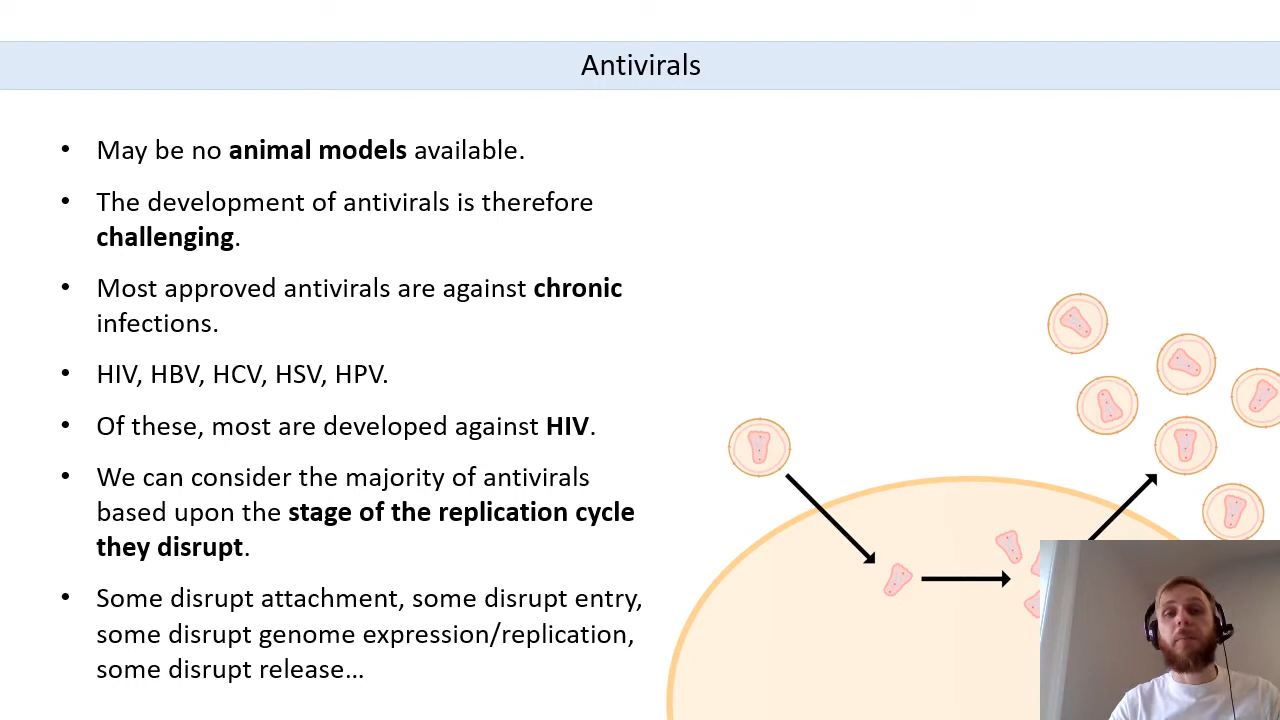 Antivirals
• May be no animal models available.
• The development of antivirals is therefore
challenging.
• Most approved antivirals are against chronic
infections.
• HIV, HBV, HCV, HSV, HPV.
• Of these, most are developed against HIV.
• We can consider the majority of antivirals
based upon the stage of the replication cycle
they disrupt.
• Some disrupt attachment, some disrupt entry,
some disrupt genome expression/replication,
some disrupt release…